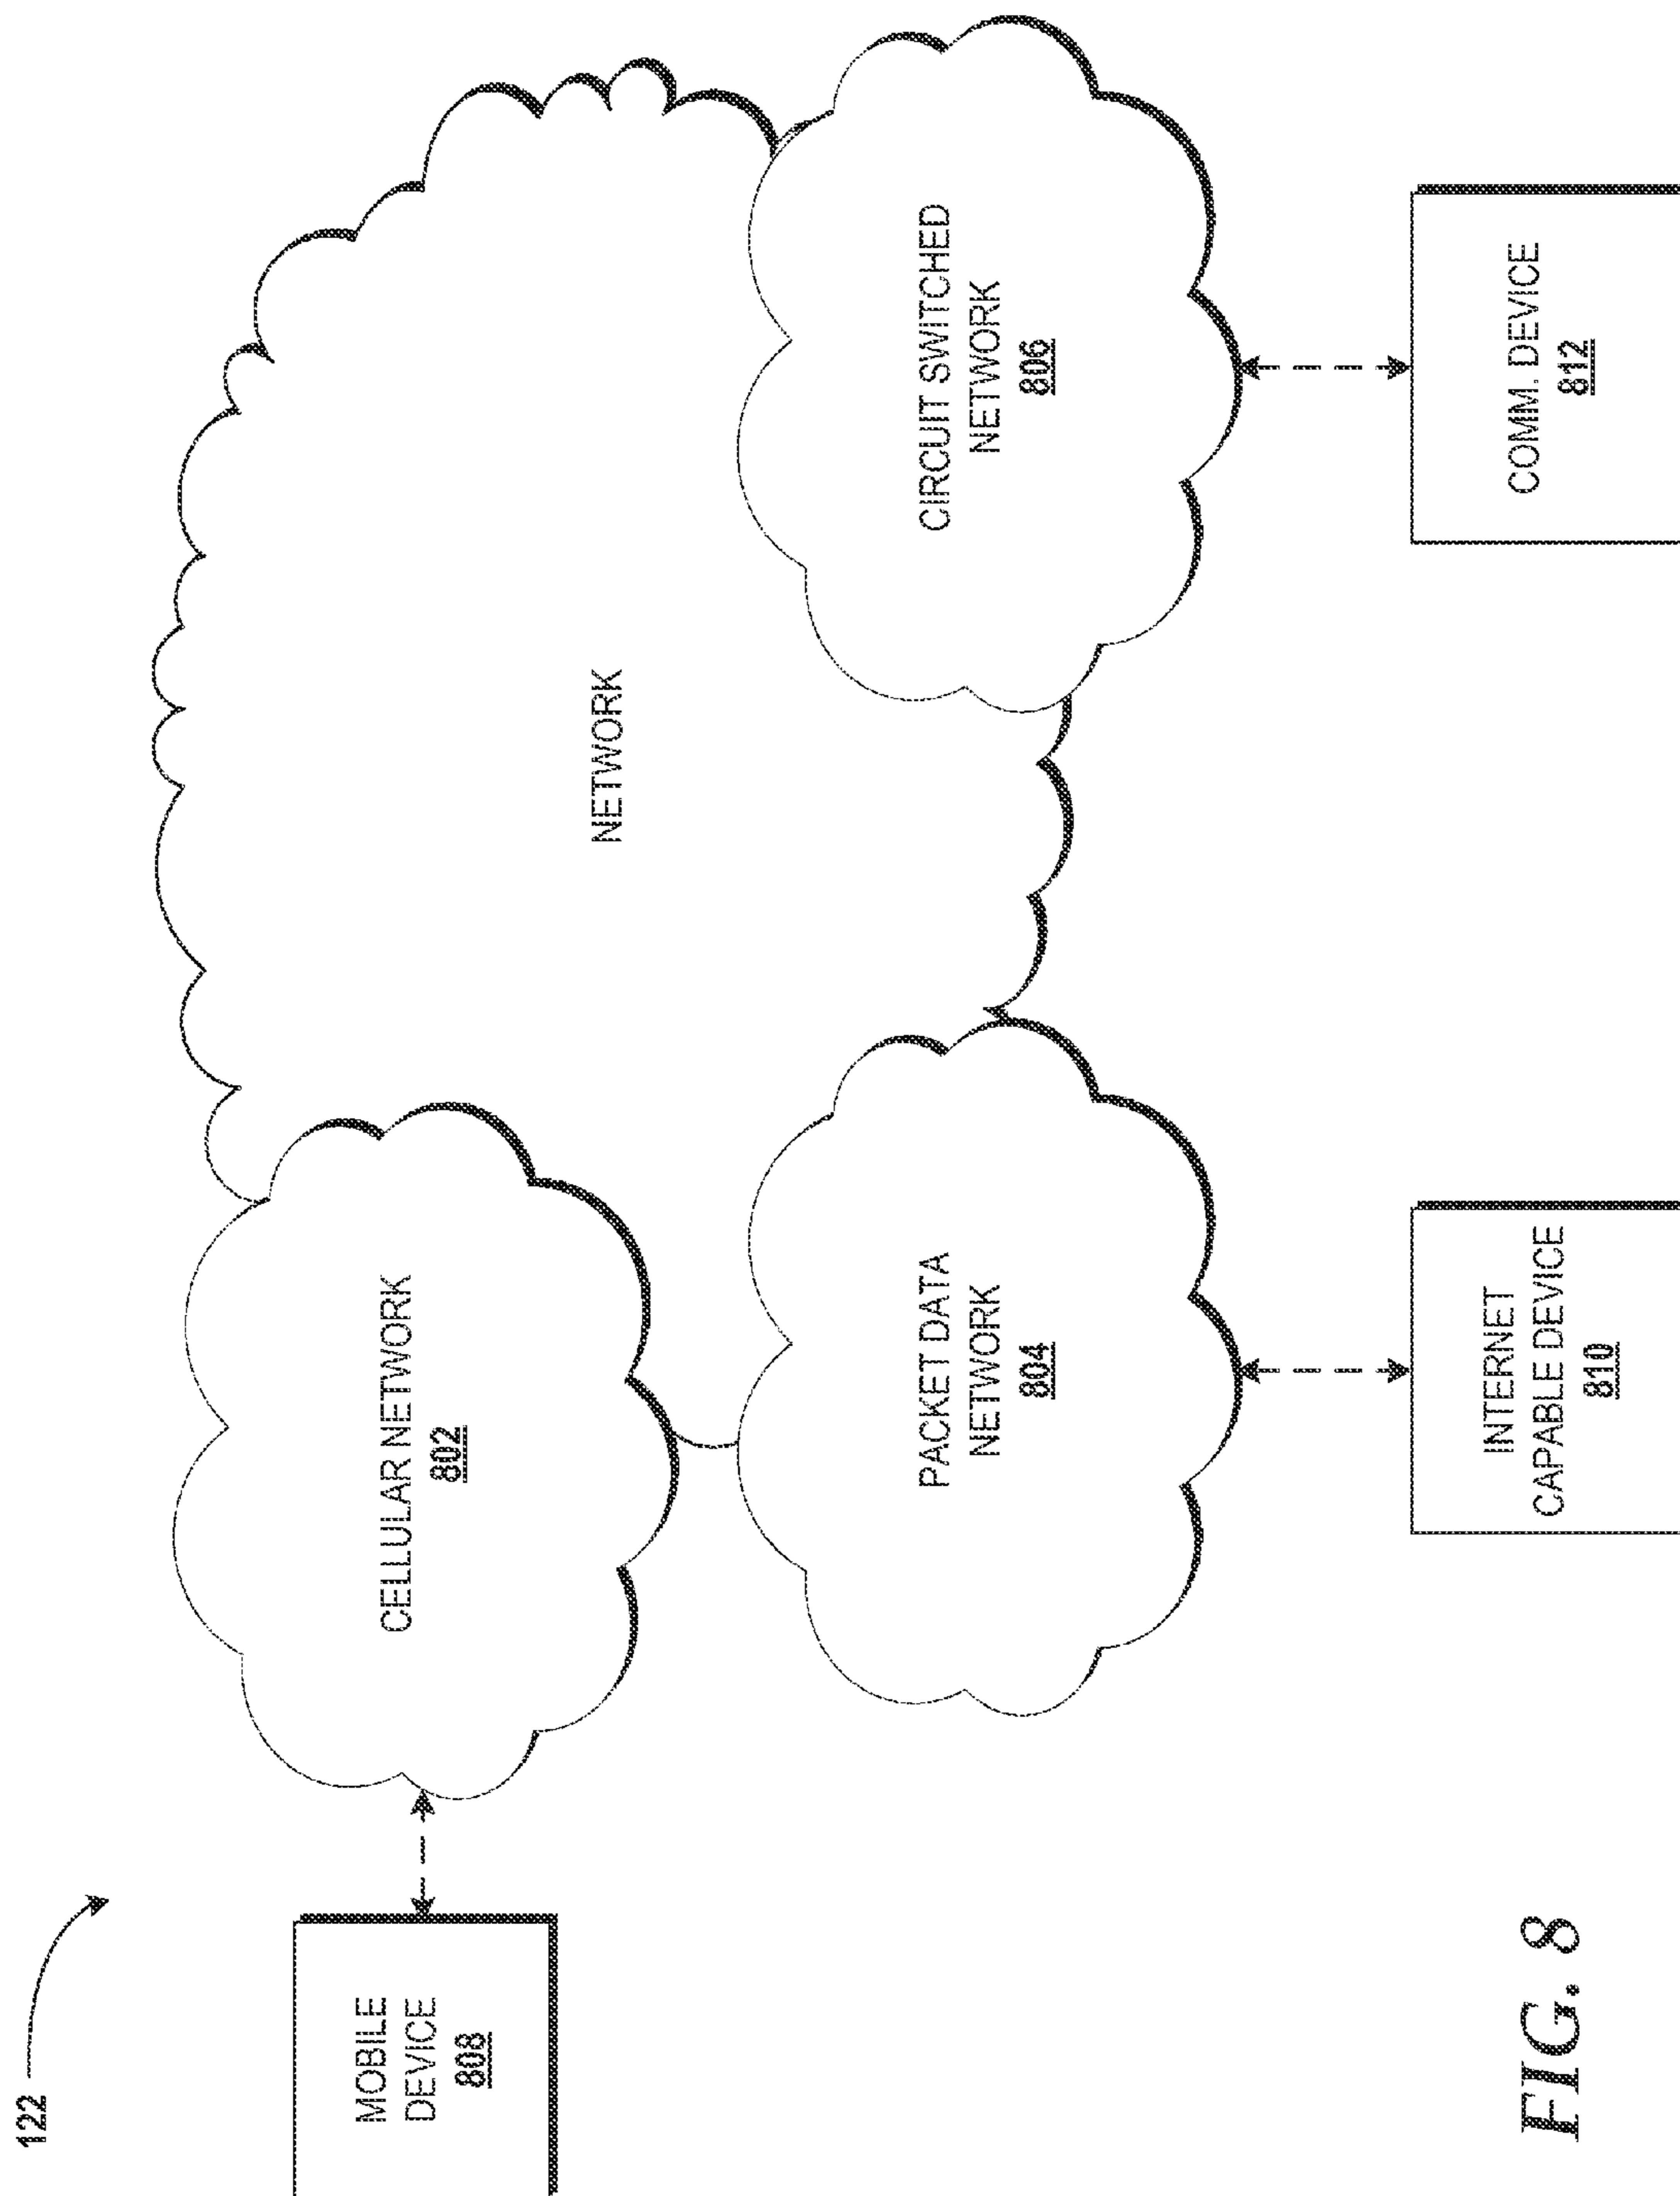 122
MOBILE
DEVICE
808
CELLULAR NETWORK
802
NETWORK
PACKET DATA
NETWORK
804
CIRCUIT SWITCHED
NETWORK
806
INTERNET
CAPABLE DEVICE
810
COMM. DEVICE
812
FIG. 8